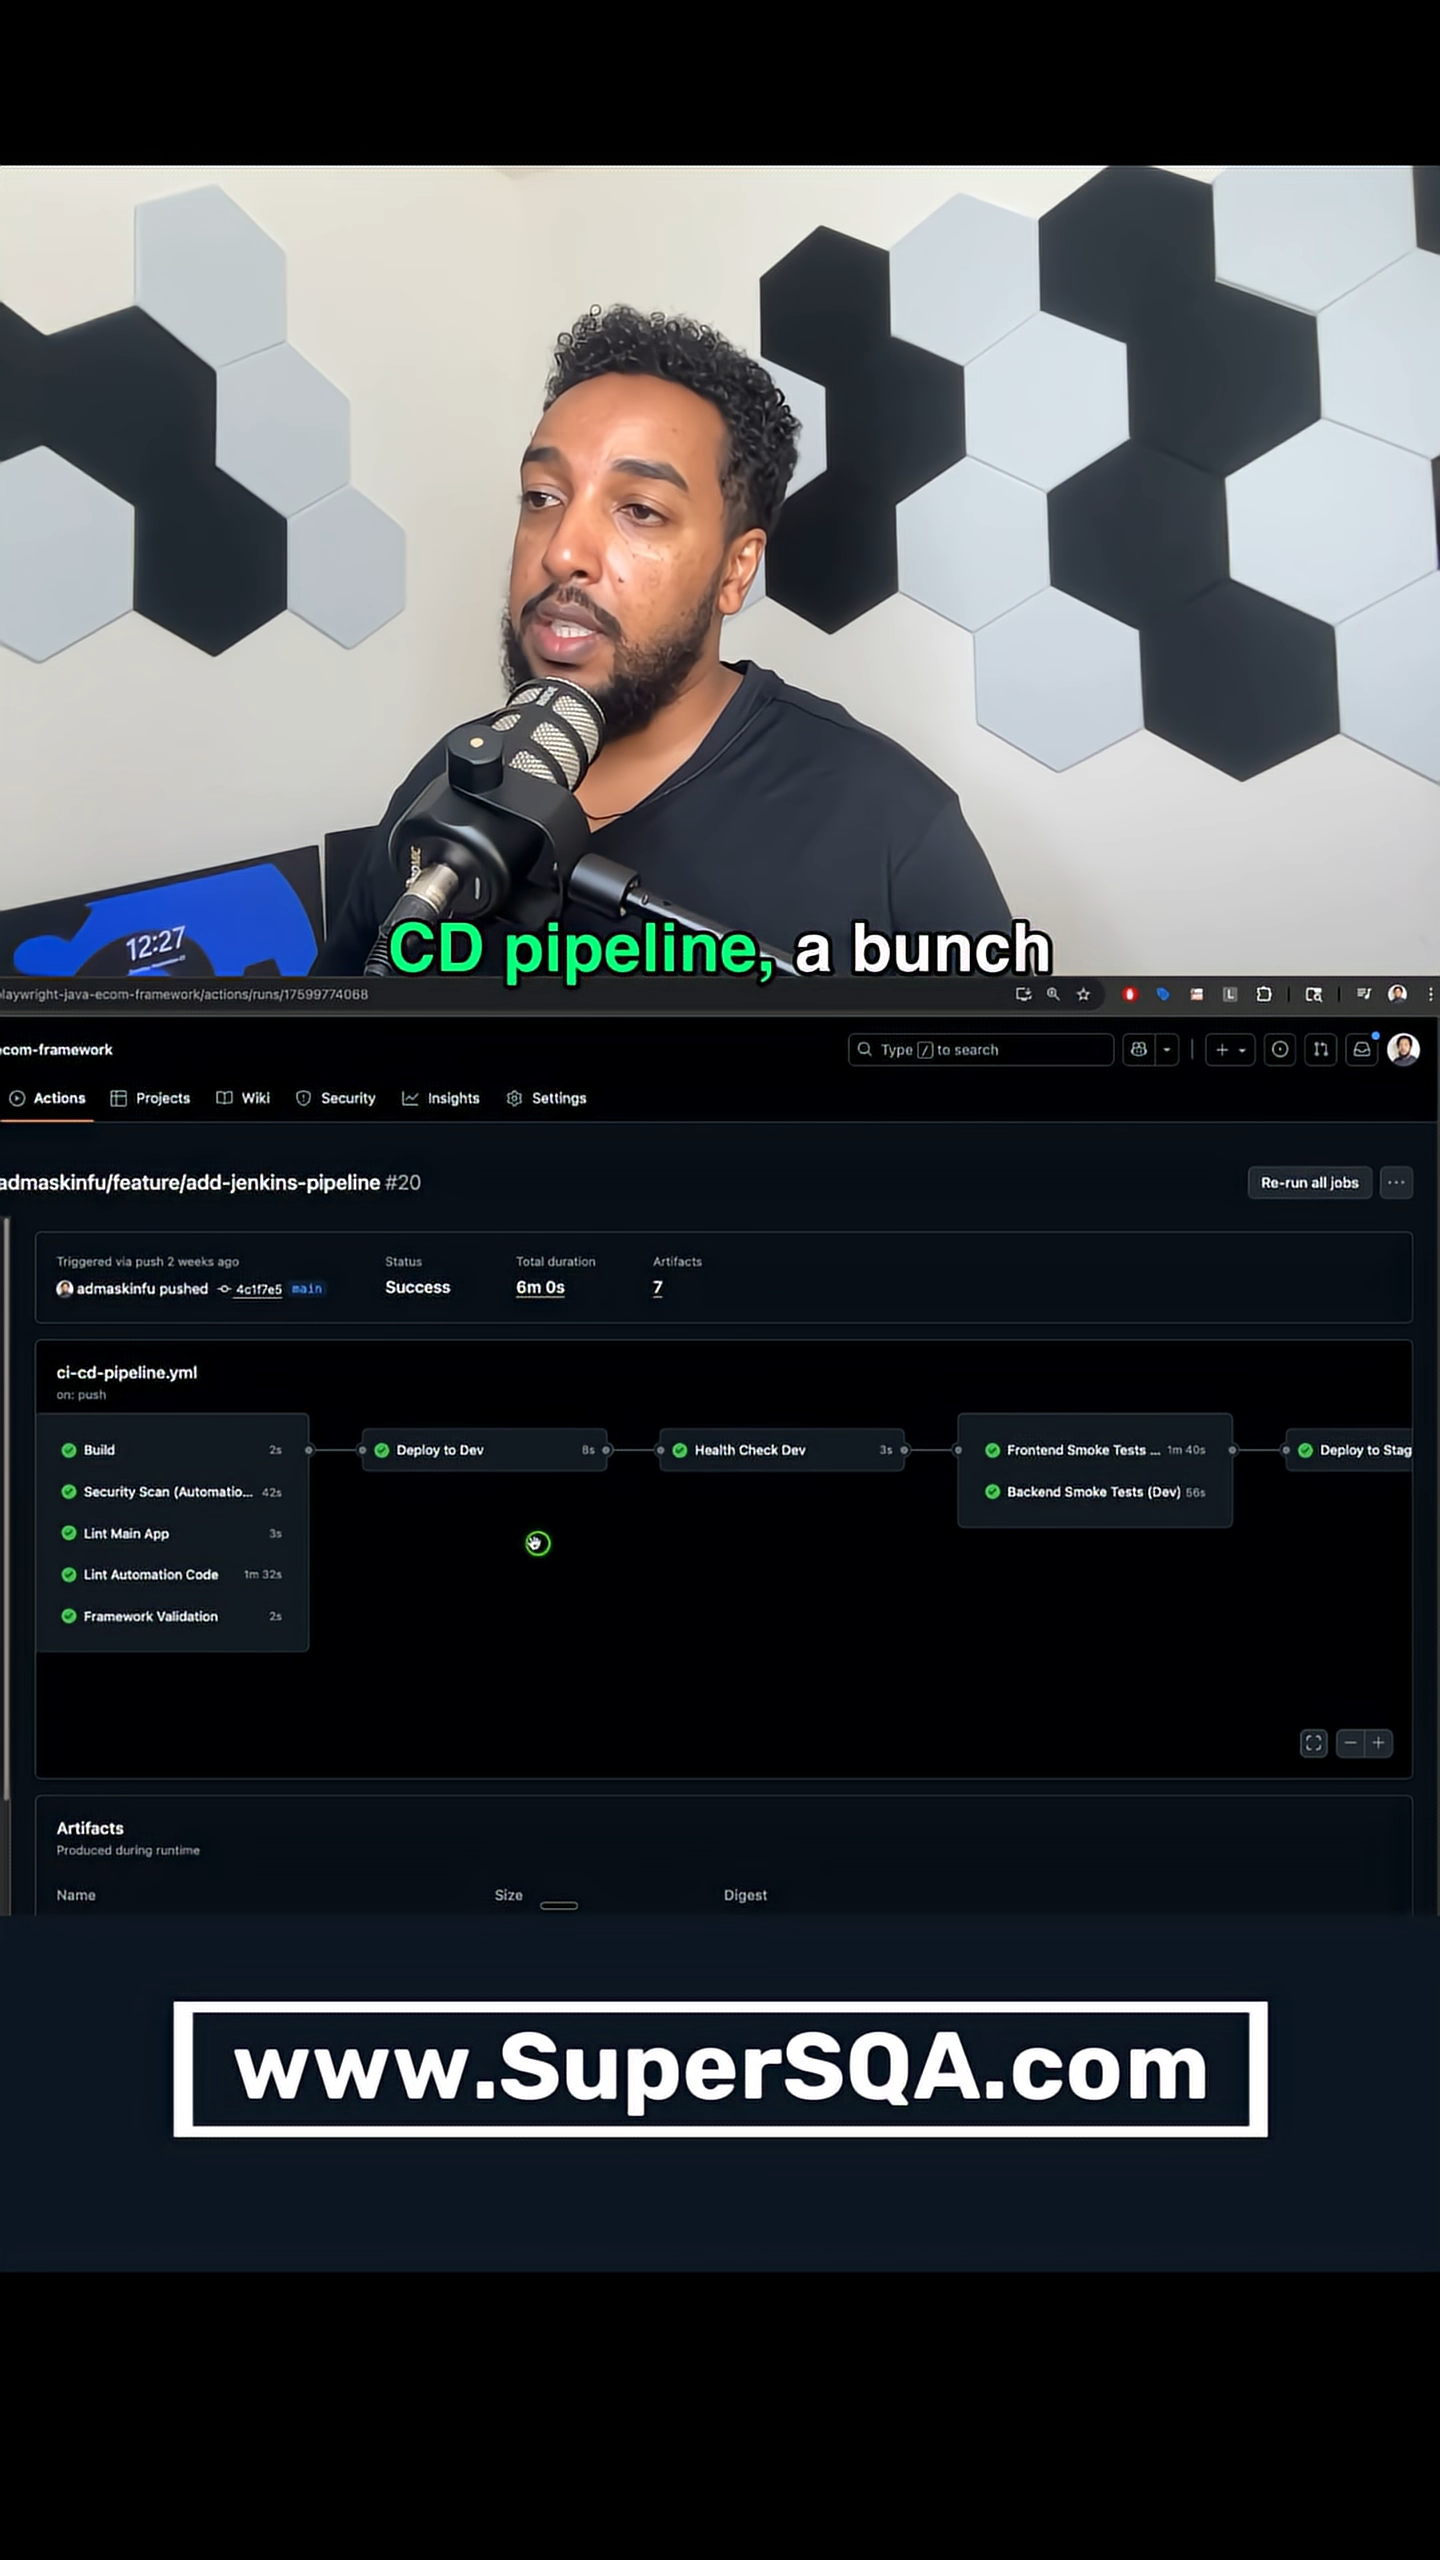 12:27
CD pipeline, a bunch
laywright-java-ecom-framework/actions/runs/17599774068
com-framework
Type / to search
Actions Projects Wiki Security Insights Settings
admaskinfu/feature/add-jenkins-pipeline #20
Re-run all jobs
Triggered via push 2 weeks ago
Status
Total duration
Artifacts
admaskinfu pushed 4c1f7e5 main
Success
6m 0s
7
ci-cd-pipeline.yml
on: push
Build 2s
Security Scan (Automatio... 42s
Lint Main App 3s
Lint Automation Code 1m 32s
Framework Validation 2s
Deploy to Dev 8s
Health Check Dev 3s
Frontend Smoke Tests ... 1m 40s
Backend Smoke Tests (Dev) 56s
Deploy to Stag
Artifacts
Produced during runtime
Name Size Digest
www.SuperSQA.com